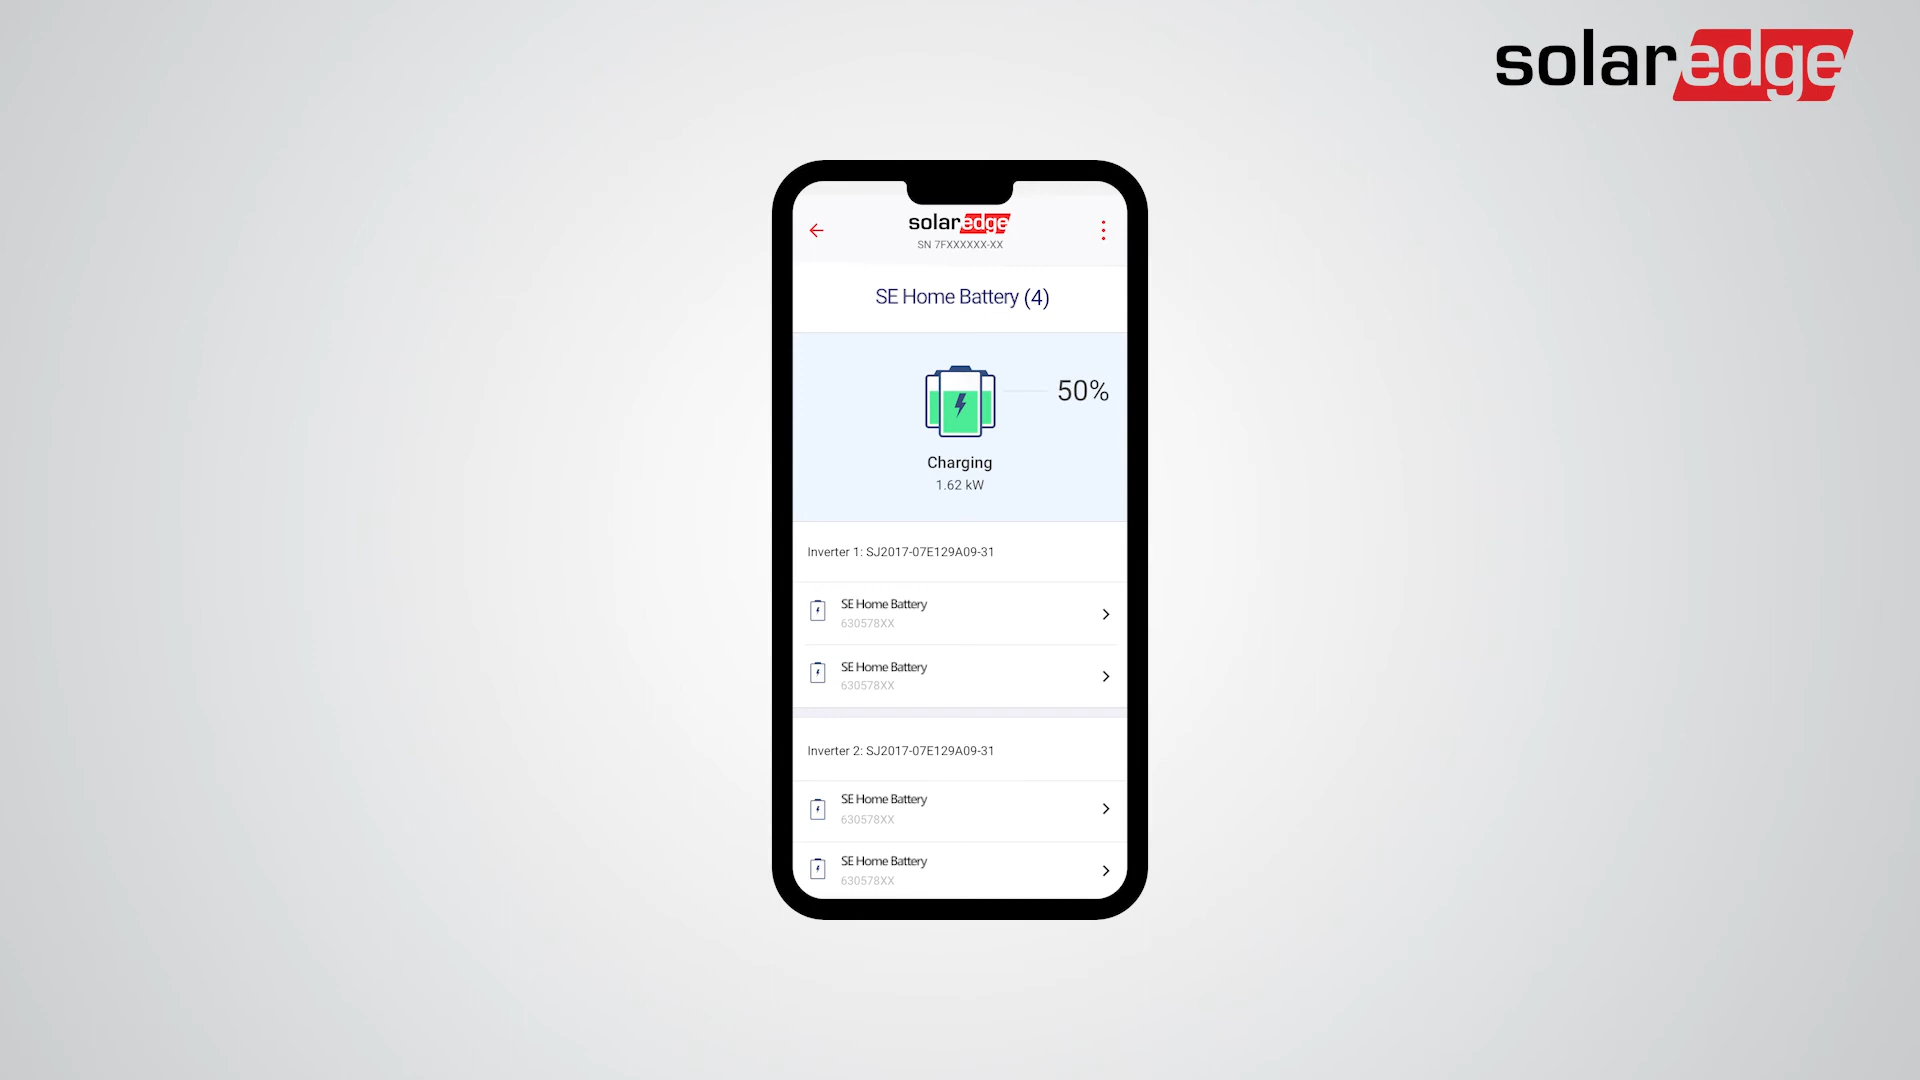 solaredge
solaredge
SN 7FXXXXXX-XX
SE Home Battery (4)
50%
Charging
1.62 kW
Inverter 1: SJ2017-07E129A09-31
SE Home Battery
630578XX
SE Home Battery
630578XX
Inverter 2: SJ2017-07E129A09-31
SE Home Battery
630578XX
SE Home Battery
630578XX